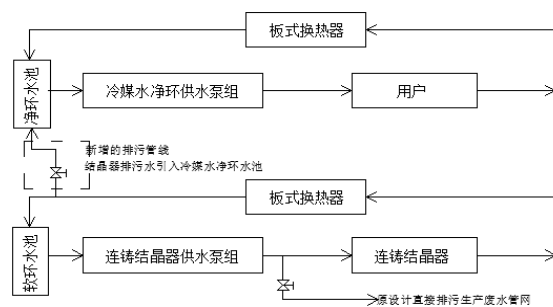 板式换热器
净环水池
冷媒水净环供水泵组
用户
新增的排污管线
结晶器排污水引入冷媒水净环水池
板式换热器
软环水池
连铸结晶器供水泵组
连铸结晶器
原设计直接排污生产废水管网